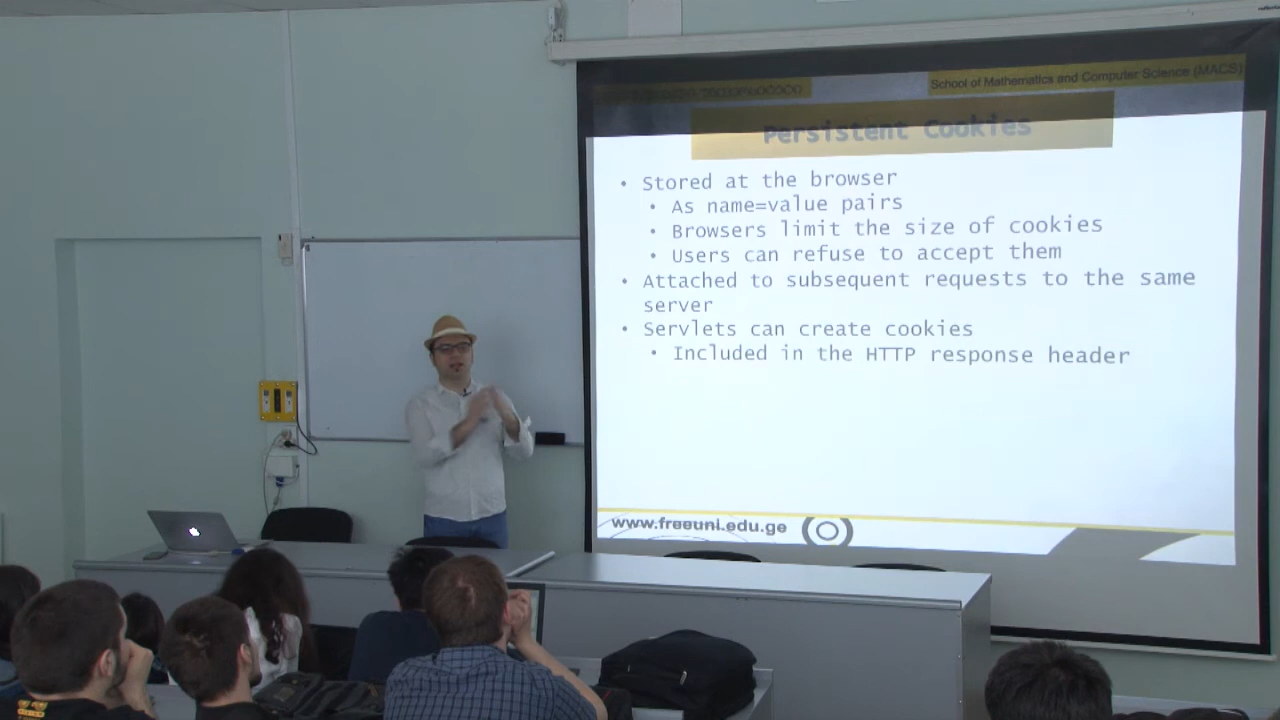 School of Mathematics and Computer Science (MACS)
Persistent Cookies
• Stored at the browser
• As name=value pairs
• Browsers limit the size of cookies
• Users can refuse to accept them
• Attached to subsequent requests to the same
server
• Servlets can create cookies
• Included in the HTTP response header
www.freeuni.edu.ge